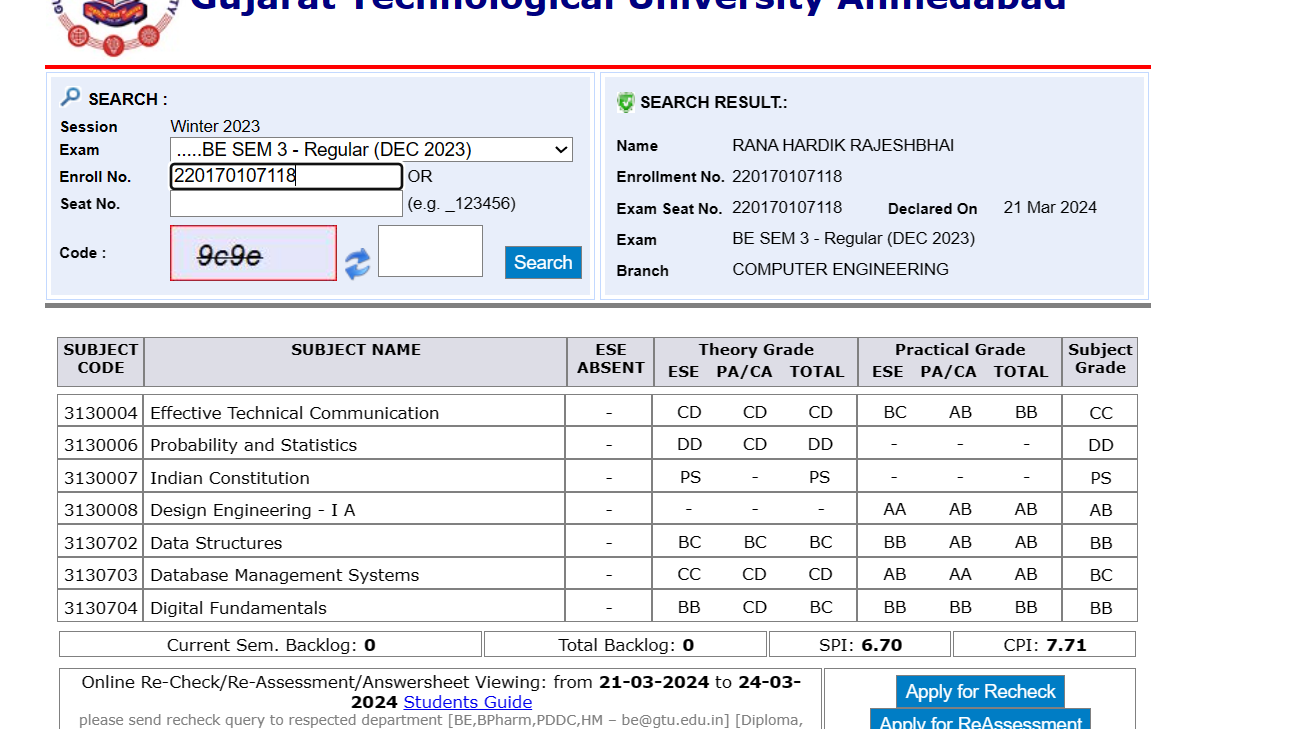 Gujarat Technological University Ahmedabad
SEARCH :
Session Winter 2023
Exam .....BE SEM 3 - Regular (DEC 2023)
Enroll No. 220170107118 OR
Seat No. (e.g. _123456)
Code : 9c9e Search
SEARCH RESULT.:
Name RANA HARDIK RAJESHBHAI
Enrollment No. 220170107118
Exam Seat No. 220170107118 Declared On 21 Mar 2024
Exam BE SEM 3 - Regular (DEC 2023)
Branch COMPUTER ENGINEERING
SUBJECT CODE SUBJECT NAME ESE ABSENT Theory Grade ESE PA/CA TOTAL Practical Grade ESE PA/CA TOTAL Subject Grade
3130004 Effective Technical Communication - CD CD CD BC AB BB CC
3130006 Probability and Statistics - DD CD DD - - - DD
3130007 Indian Constitution - PS - PS - - - PS
3130008 Design Engineering - I A - - - - AA AB AB AB
3130702 Data Structures - BC BC BC BB AB AB BB
3130703 Database Management Systems - CC CD CD AB AA AB BC
3130704 Digital Fundamentals - BB CD BC BB BB BB BB
Current Sem. Backlog: 0 Total Backlog: 0 SPI: 6.70 CPI: 7.71
Online Re-Check/Re-Assessment/Answersheet Viewing: from 21-03-2024 to 24-03-
2024 Students Guide
please send recheck query to respected department [BE,BPharm,PDDC,HM – be@gtu.edu.in] [Diploma,
Apply for Recheck
Apply for ReAssessment